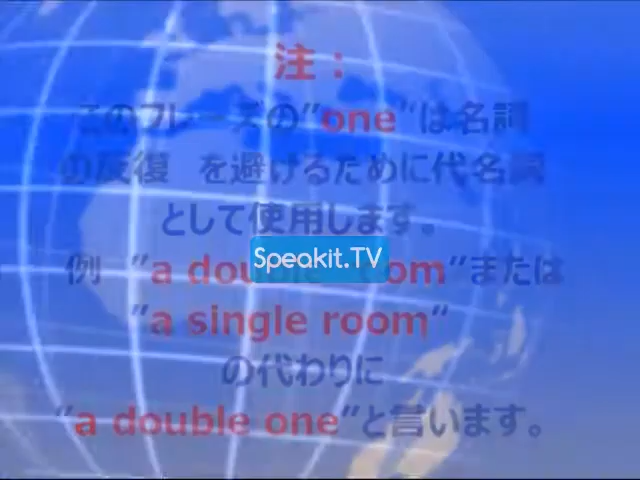 注：
このフレーズの"one"は名詞
の反復　を避けるために代名詞
として使用します。
Speakit.TV
例　"a double room"または
"a single room"
の代わりに
"a double one"と言います。